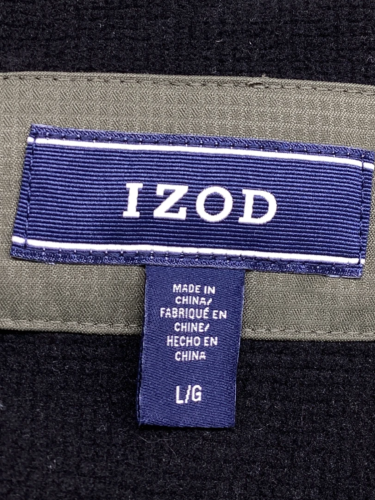 IZOD
MADE IN
CHINA/
FABRIQUÉ EN
CHINE/
HECHO EN
CHINA
L/G